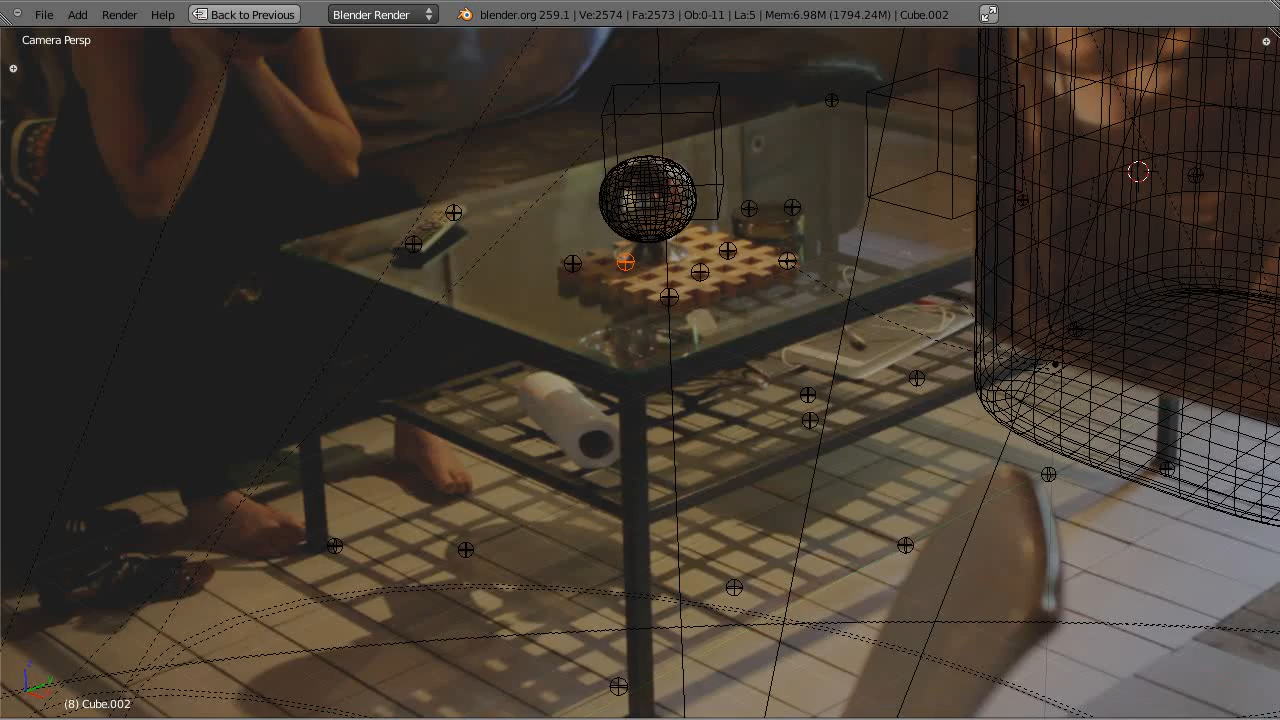 File Add Render Help Back to Previous Blender Render blender.org 259.1 | Ve:2574 | Fa:2573 | Ob:0-11 | La:5 | Mem:6.98M (1794.24M) | Cube.002
Camera Persp
(8) Cube.002